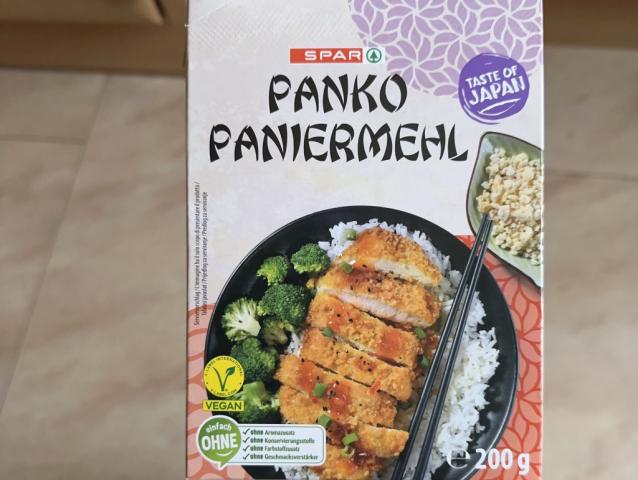 SPAR
PANKO
PANIERMEHL
TASTE OF
JAPAN
VEGAN
einfach
OHNE
ohne Aromazusatz
ohne Konservierungsstoffe
ohne Farbstoffzusatz
ohne Geschmacksverstärker
e 200 g